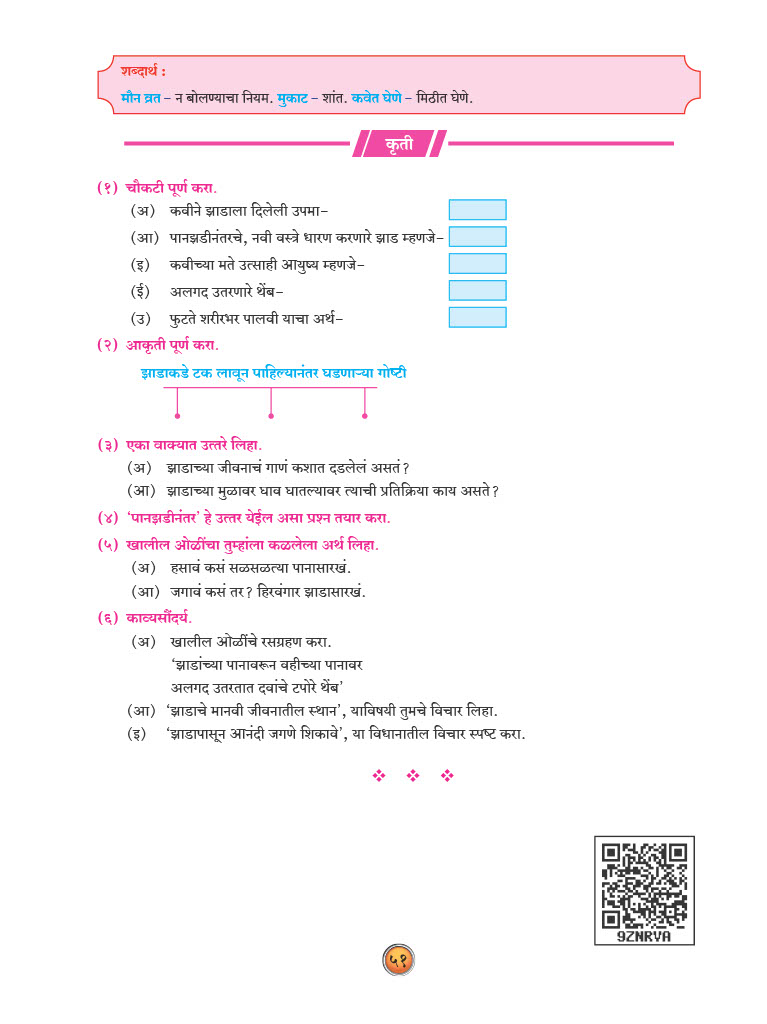 शब्दार्थ :
मौन व्रत – न बोलण्याचा नियम. मुकाट – शांत. कवेत घेणे – मिठीत घेणे.
कृती
(१) चौकटी पूर्ण करा.
(अ) कवीने झाडाला दिलेली उपमा–
(आ) पानझडीनंतरचे, नवी वस्त्रे धारण करणारे झाड म्हणजे–
(इ) कवीच्या मते उत्साही आयुष्य म्हणजे–
(ई) अलगद उतरणारे थेंब–
(उ) फुटते शरीरभर पालवी याचा अर्थ–
(२) आकृती पूर्ण करा.
झाडाकडे टक लावून पाहिल्यानंतर घडणाऱ्या गोष्टी
(३) एका वाक्यात उत्तरे लिहा.
(अ) झाडाच्या जीवनाचं गाणं कशात दडलेलं असतं?
(आ) झाडाच्या मुळावर घाव घातल्यावर त्याची प्रतिक्रिया काय असते?
(४) ‘पानझडीनंतर’ हे उत्तर येईल असा प्रश्न तयार करा.
(५) खालील ओळींचा तुम्हांला कळलेला अर्थ लिहा.
(अ) हसावं कसं सळसळत्या पानासारखं.
(आ) जगावं कसं तर? हिरवंगार झाडासारखं.
(६) काव्यसौंदर्य.
(अ) खालील ओळींचे रसग्रहण करा.
‘झाडांच्या पानावरून वहीच्या पानावर
अलगद उतरतात दवांचे टपोरे थेंब’
(आ) ‘झाडाचे मानवी जीवनातील स्थान’, याविषयी तुमचे विचार लिहा.
(इ) ‘झाडापासून आनंदी जगणे शिकावे’, या विधानातील विचार स्पष्ट करा.
9ZNRVA
५१